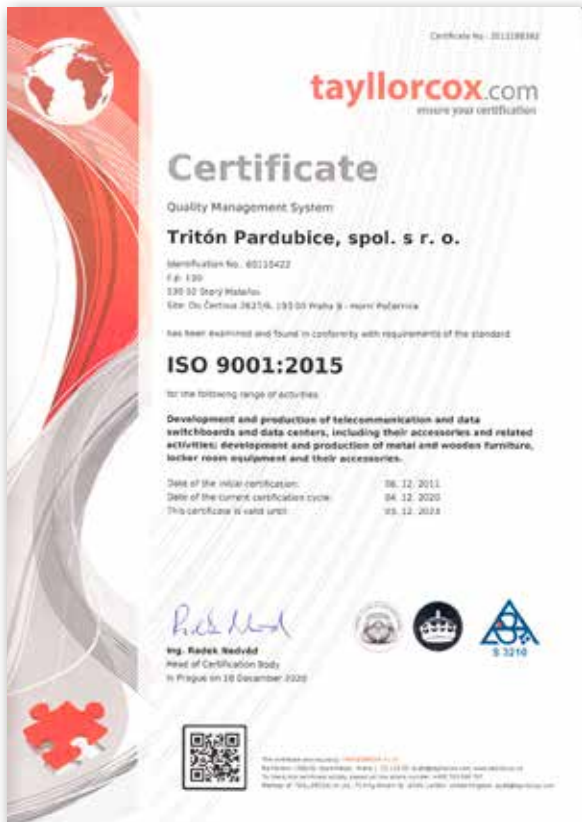 Certificate No.:
tayllorcox.com
ensure your certification
Certificate
Quality Management System
Tritón Pardubice, spol. s r. o.
Identification No.: 60110422
č.p. 100
530 02 Starý Mateřov
Site: Do Čertous 2627/6, 193 00 Praha 9 - Horní Počernice
has been examined and found in conformity with requirements of the standard
ISO 9001:2015
for the following range of activities
Development and production of telecommunication and data
switchboards and data centers, including their accessories and related
activities; development and production of metal and wooden furniture,
locker room equipment and their accessories.
Date of the initial certification: 06. 12. 2011
Date of the current certification cycle: 04. 12. 2020
This certificate is valid until: 03. 12. 2023
Ing. Radek Nedvěd
Head of Certification Body
In Prague on 18 December 2020
S 3210